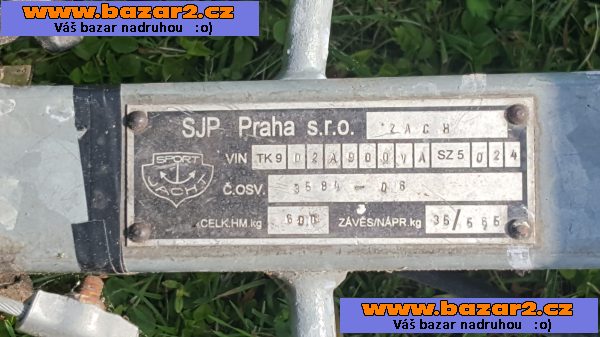 www.bazar2.cz
Váš bazar nadruhou :o)
SJP Praha s.r.o. ZACH
SPORT JACHT
VIN TK9 02A900VA SZ5 024
Č.OSV. 3584-06
CELK.HM.kg 600 ZÁVĚS/NÁPR.kg 35/565
www.bazar2.cz
Váš bazar nadruhou :o)